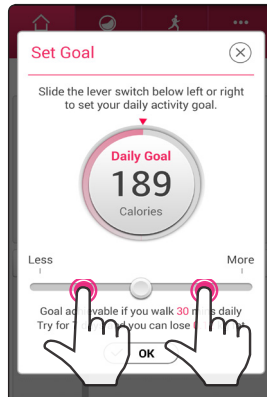 Set Goal
Slide the lever switch below left or right
to set your daily activity goal.
Daily Goal
189
Calories
Less More
Goal ac able if you walk 30 m s daily
Try for you can lose
OK